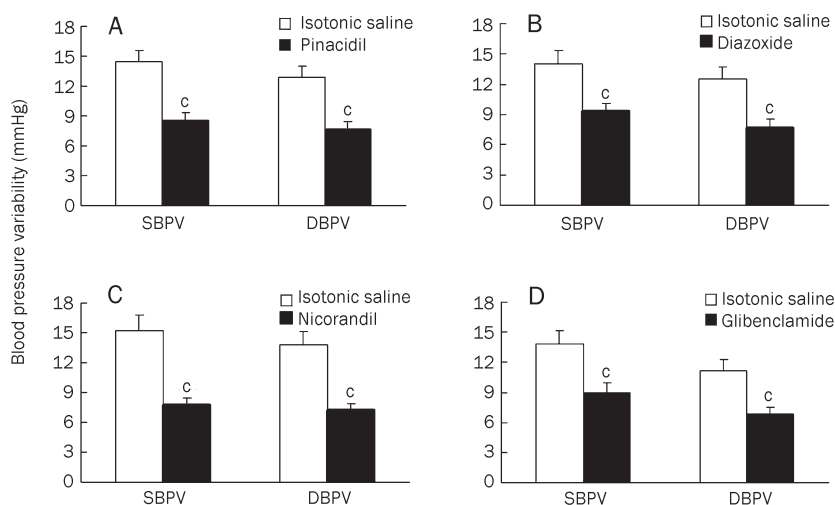 Blood pressure variability (mmHg)
A
Isotonic saline
Pinacidil
18
15
12
9
6
3
0
c
c
SBPV
DBPV
B
Isotonic saline
Diazoxide
18
15
12
9
6
3
0
c
c
SBPV
DBPV
C
Isotonic saline
Nicorandil
18
15
12
9
6
3
0
c
c
SBPV
DBPV
D
Isotonic saline
Glibenclamide
18
15
12
9
6
3
0
c
c
SBPV
DBPV